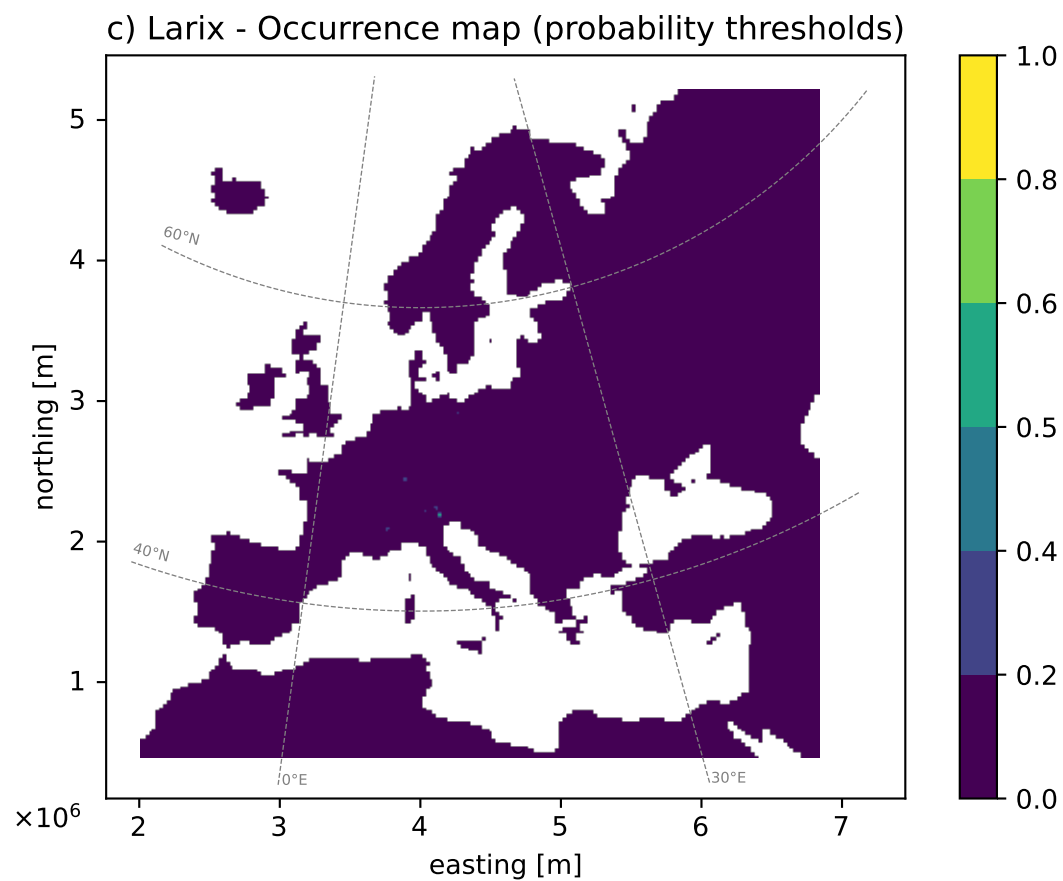 c) Larix - Occurrence map (probability thresholds)
1.0
0.8
0.6
0.5
0.4
0.2
0.0
northing [m]
5
4
3
2
1
60°N
40°N
0°E
30°E
×10⁶
2 3 4 5 6 7
easting [m]